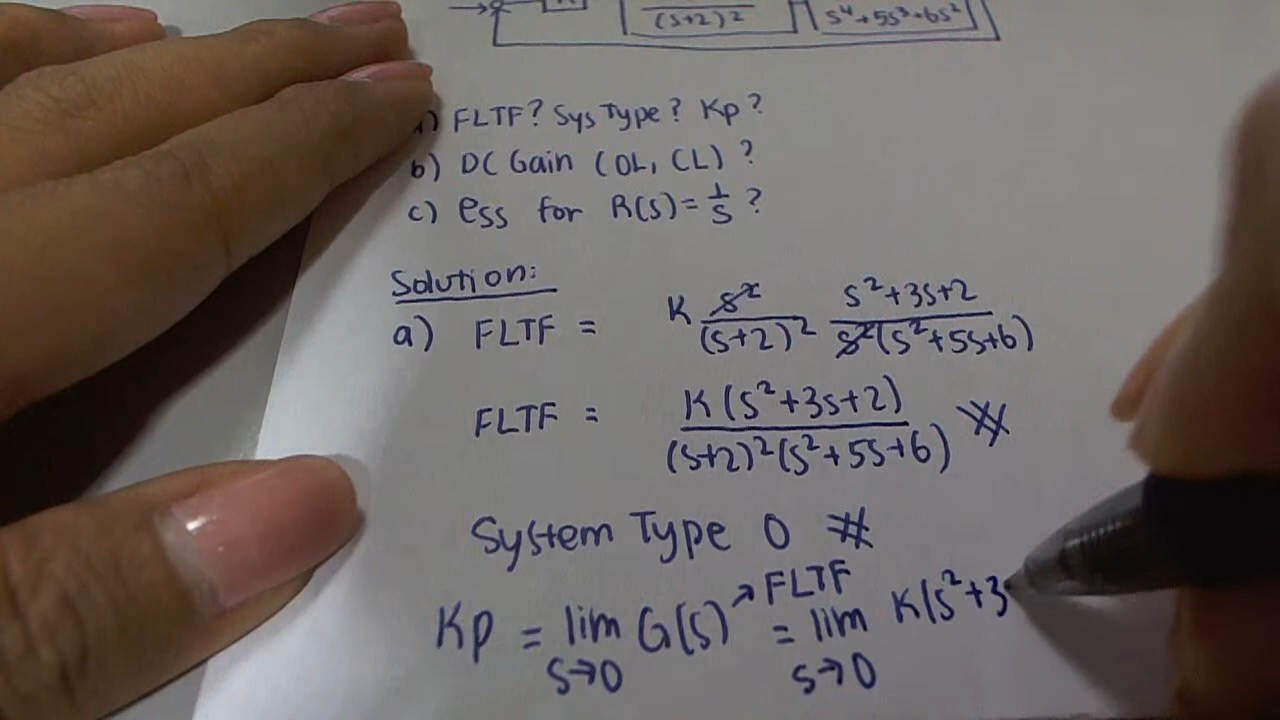 (s+2)² s⁴+5s³+6s²
) FLTF? Sys Type? Kp?
b) DC Gain (OL, CL) ?
c) ess for R(s)= 1/s ?
Solution:
a) FLTF = K s²/(s+2)² (s²+3s+2)/(s²(s²+5s+6))
FLTF = K(s²+3s+2)/((s+2)²(s²+5s+6)) #
System Type 0 #
Kp = lim s→0 G(s) → FLTF = lim s→0 K(s²+3